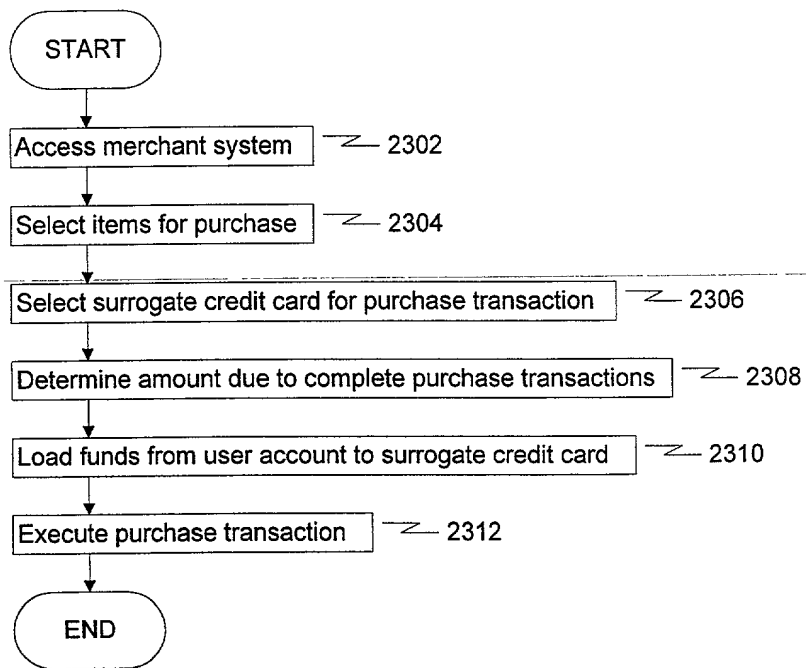 START
Access merchant system 2302
Select items for purchase 2304
Select surrogate credit card for purchase transaction 2306
Determine amount due to complete purchase transactions 2308
Load funds from user account to surrogate credit card 2310
Execute purchase transaction 2312
END